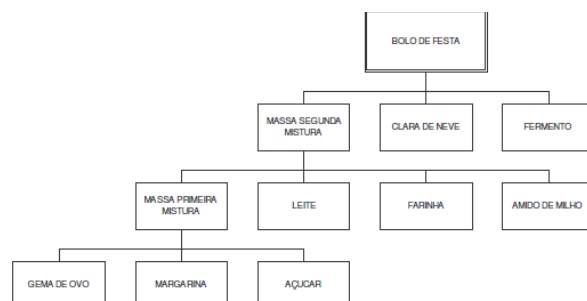 BOLO DE FESTA
MASSA SEGUNDA
MISTURA
CLARA DE NEVE
FERMENTO
MASSA PRIMEIRA
MISTURA
LEITE
FARINHA
AMIDO DE MILHO
GEMA DE OVO
MARGARINA
AÇUCAR